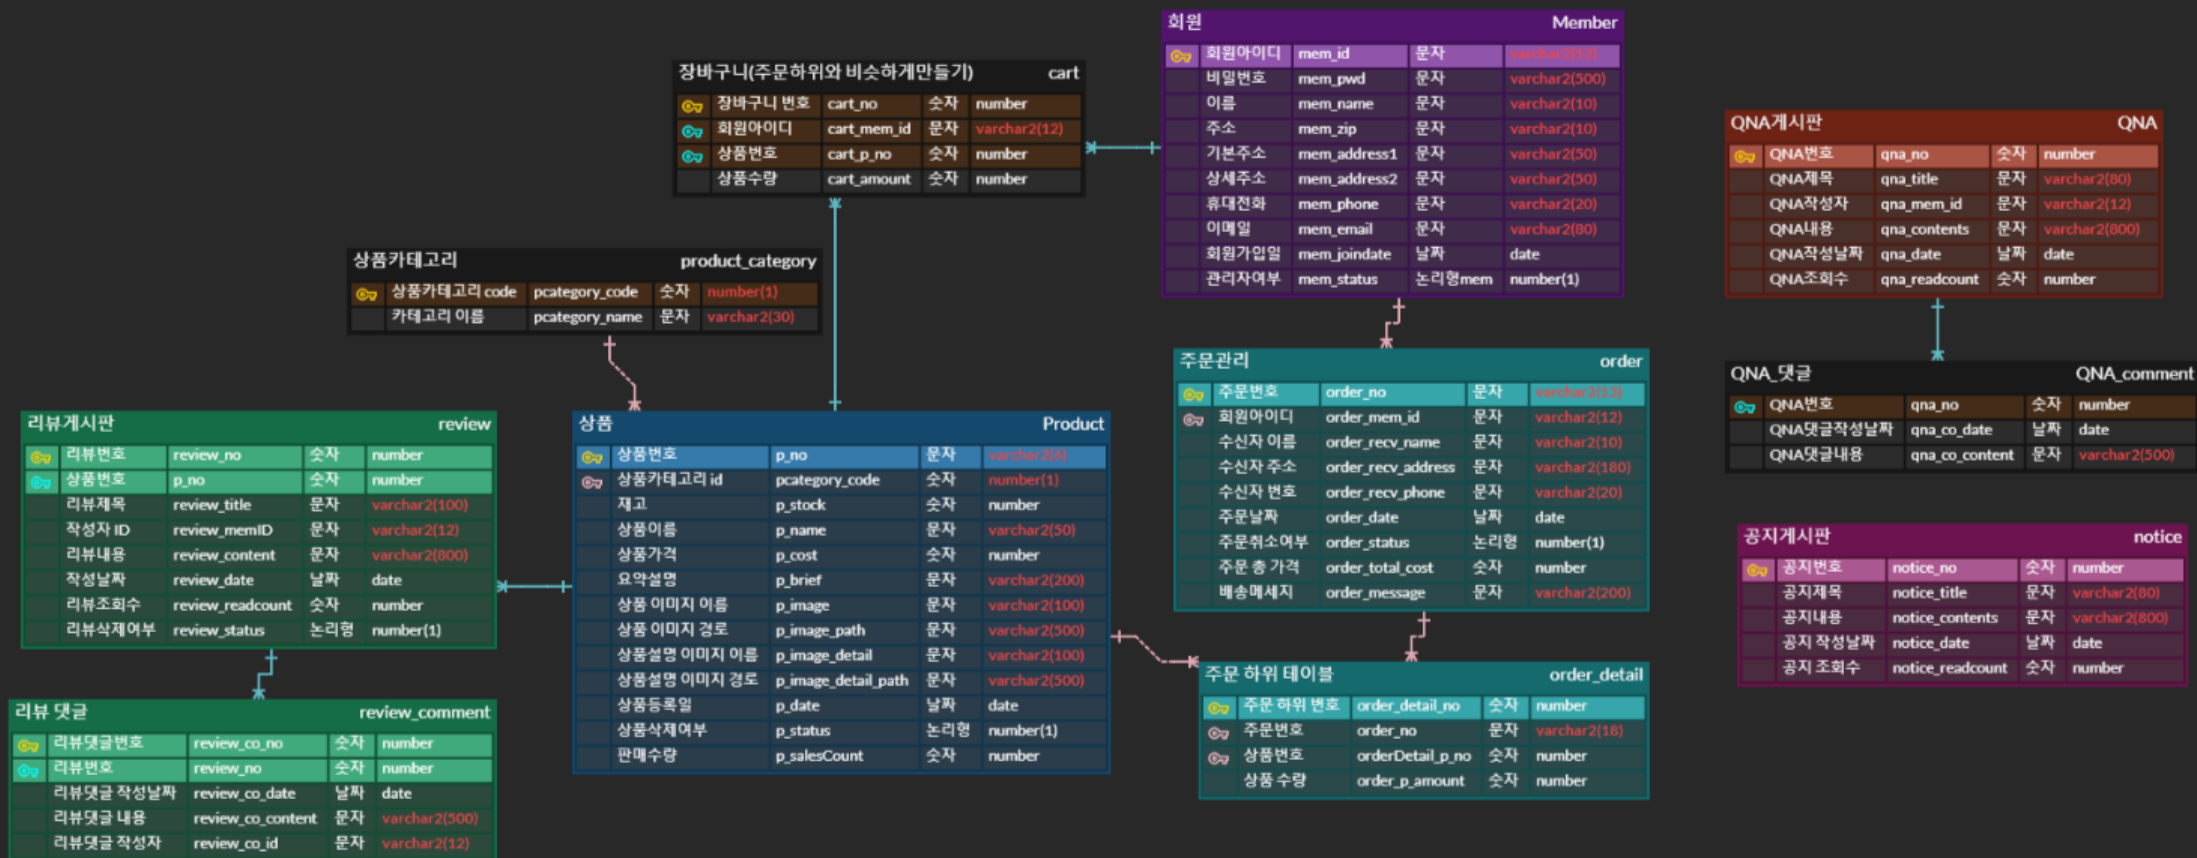 회원 Member
회원아이디 mem_id 문자 varchar2(12)
비밀번호 mem_pwd 문자 varchar2(500)
이름 mem_name 문자 varchar2(10)
주소 mem_zip 문자 varchar2(10)
기본주소 mem_address1 문자 varchar2(50)
상세주소 mem_address2 문자 varchar2(50)
휴대전화 mem_phone 문자 varchar2(20)
이메일 mem_email 문자 varchar2(80)
회원가입일 mem_joindate 날짜 date
관리자여부 mem_status 논리형mem number(1)
장바구니(주문하위와 비슷하게만들기) cart
장바구니 번호 cart_no 숫자 number
회원아이디 cart_mem_id 문자 varchar2(12)
상품번호 cart_p_no 숫자 number
상품수량 cart_amount 숫자 number
QNA게시판 QNA
QNA번호 qna_no 숫자 number
QNA제목 qna_title 문자 varchar2(80)
QNA작성자 qna_mem_id 문자 varchar2(12)
QNA내용 qna_contents 문자 varchar2(800)
QNA작성날짜 qna_date 날짜 date
QNA조회수 qna_readcount 숫자 number
상품카테고리 product_category
상품카테고리 code pcategory_code 숫자 number(1)
카테고리 이름 pcategory_name 문자 varchar2(30)
주문관리 order
주문번호 order_no 문자 varchar2(13)
회원아이디 order_mem_id 문자 varchar2(12)
수신자 이름 order_recv_name 문자 varchar2(10)
수신자 주소 order_recv_address 문자 varchar2(180)
수신자 번호 order_recv_phone 문자 varchar2(20)
주문날짜 order_date 날짜 date
주문취소여부 order_status 논리형 number(1)
주문 총 가격 order_total_cost 숫자 number
배송메세지 order_message 문자 varchar2(200)
QNA_댓글 QNA_comment
QNA번호 qna_no 숫자 number
QNA댓글작성날짜 qna_co_date 날짜 date
QNA댓글내용 qna_co_content 문자 varchar2(500)
리뷰게시판 review
리뷰번호 review_no 숫자 number
상품번호 p_no 숫자 number
리뷰제목 review_title 문자 varchar2(100)
작성자 ID review_memID 문자 varchar2(12)
리뷰내용 review_content 문자 varchar2(800)
작성날짜 review_date 날짜 date
리뷰조회수 review_readcount 숫자 number
리뷰삭제여부 review_status 논리형 number(1)
상품 Product
상품번호 p_no 문자 varchar2(6)
상품카테고리 id pcategory_code 숫자 number(1)
재고 p_stock 숫자 number
상품이름 p_name 문자 varchar2(50)
상품가격 p_cost 숫자 number
요약설명 p_brief 문자 varchar2(200)
상품 이미지 이름 p_image 문자 varchar2(100)
상품 이미지 경로 p_image_path 문자 varchar2(500)
상품설명 이미지 이름 p_image_detail 문자 varchar2(100)
상품설명 이미지 경로 p_image_detail_path 문자 varchar2(500)
상품등록일 p_date 날짜 date
상품삭제여부 p_status 논리형 number(1)
판매수량 p_salesCount 숫자 number
공지게시판 notice
공지번호 notice_no 숫자 number
공지제목 notice_title 문자 varchar2(80)
공지내용 notice_contents 문자 varchar2(800)
공지 작성날짜 notice_date 날짜 date
공지 조회수 notice_readcount 숫자 number
주문 하위 테이블 order_detail
주문 하위 번호 order_detail_no 숫자 number
주문번호 order_no 문자 varchar2(18)
상품번호 orderDetail_p_no 숫자 number
상품 수량 order_p_amount 숫자 number
리뷰 댓글 review_comment
리뷰댓글번호 review_co_no 숫자 number
리뷰번호 review_no 숫자 number
리뷰댓글 작성날짜 review_co_date 날짜 date
리뷰댓글 내용 review_co_content 문자 varchar2(500)
리뷰댓글 작성자 review_co_id 문자 varchar2(12)